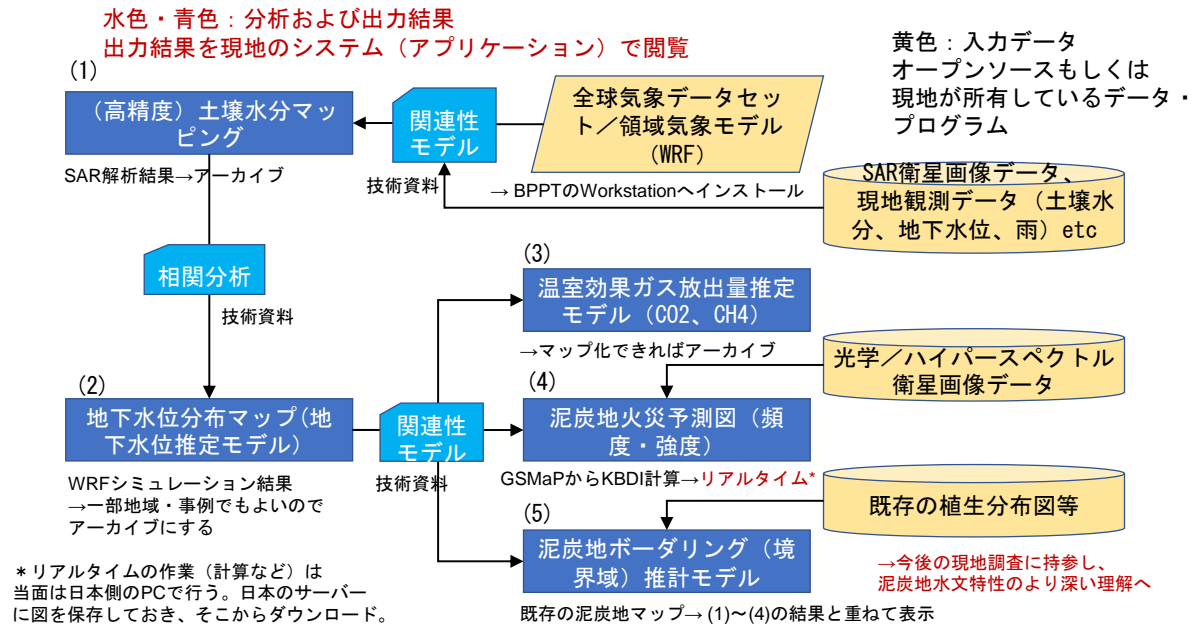 水色・青色：分析および出力結果
出力結果を現地のシステム（アプリケーション）で閲覧
黄色：入力データ
オープンソースもしくは
現地が所有しているデータ・
プログラム
(1)
（高精度）土壌水分マッ
ピング
関連性
モデル
全球気象データセッ
ト／領域気象モデル
(WRF)
SAR解析結果→アーカイブ
技術資料
→ BPPTのWorkstationへインストール
SAR衛星画像データ、
現地観測データ（土壌水
分、地下水位、雨）etc
相関分析
技術資料
(3)
温室効果ガス放出量推定
モデル（CO2、CH4）
→マップ化できればアーカイブ
光学／ハイパースペクトル
衛星画像データ
(2)
地下水位分布マップ(地
下水位推定モデル）
関連性
モデル
技術資料
(4)
泥炭地火災予測図（頻
度・強度）
GSMaPからKBDI計算→リアルタイム*
WRFシミュレーション結果
→一部地域・事例でもよいので
アーカイブにする
既存の植生分布図等
(5)
泥炭地ボーダリング（境
界域）推計モデル
→今後の現地調査に持参し、
泥炭地水文特性のより深い理解へ
＊リアルタイムの作業（計算など）は
当面は日本側のPCで行う。日本のサーバー
に図を保存しておき、そこからダウンロード。
既存の泥炭地マップ→ (1)～(4)の結果と重ねて表示